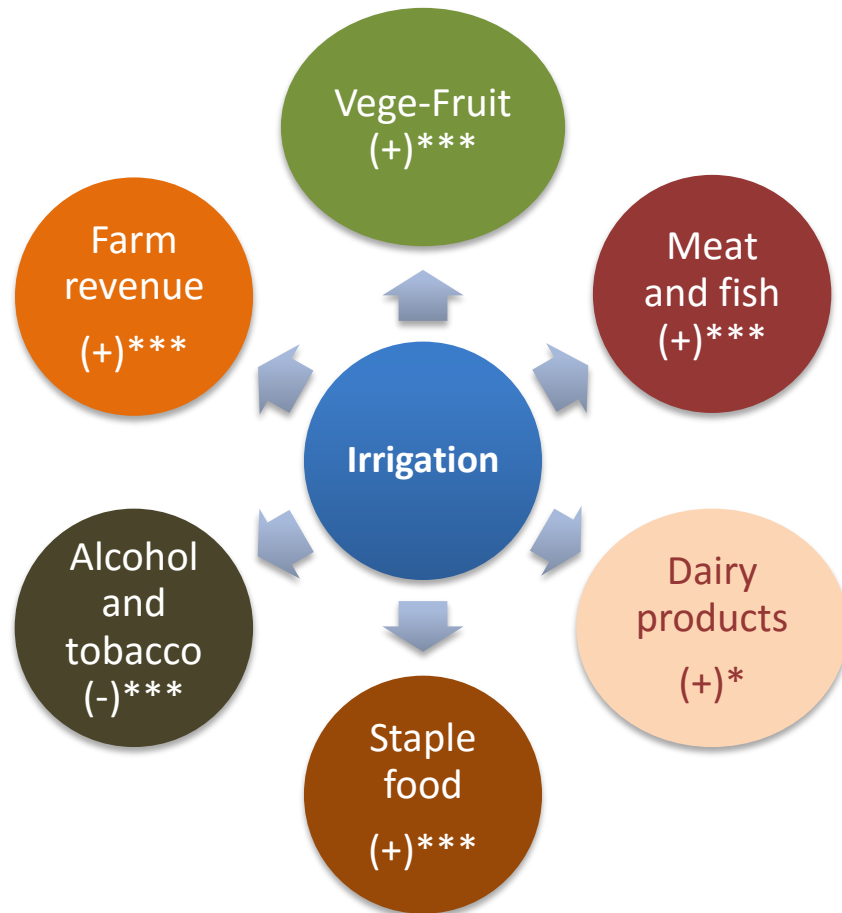 Vege-Fruit
(+)***
Meat
and fish
(+)***
Dairy
products
(+)*
Staple
food
(+)***
Alcohol
and
tobacco
(-)***
Farm
revenue
(+)***
Irrigation